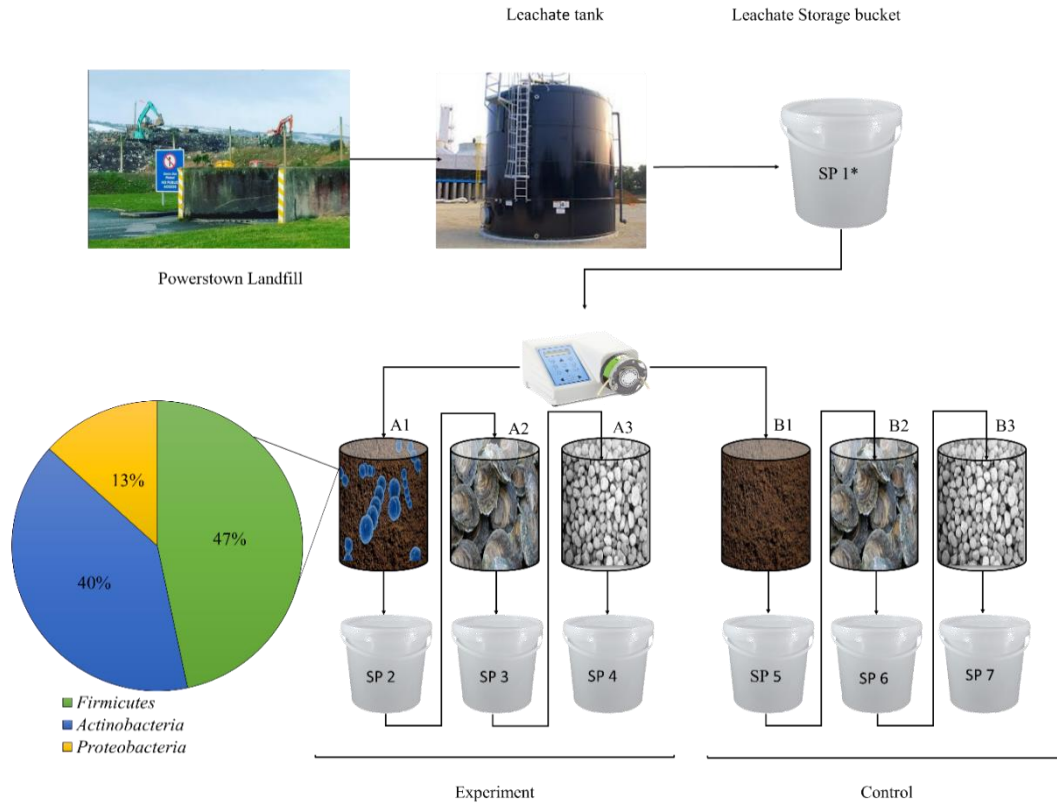 Leachate tank
Leachate Storage bucket
SP 1*
Powerstown Landfill
A1
A2
A3
B1
B2
B3
13%
47%
40%
SP 2
SP 3
SP 4
SP 5
SP 6
SP 7
Firmicutes
Actinobacteria
Proteobacteria
Experiment
Control